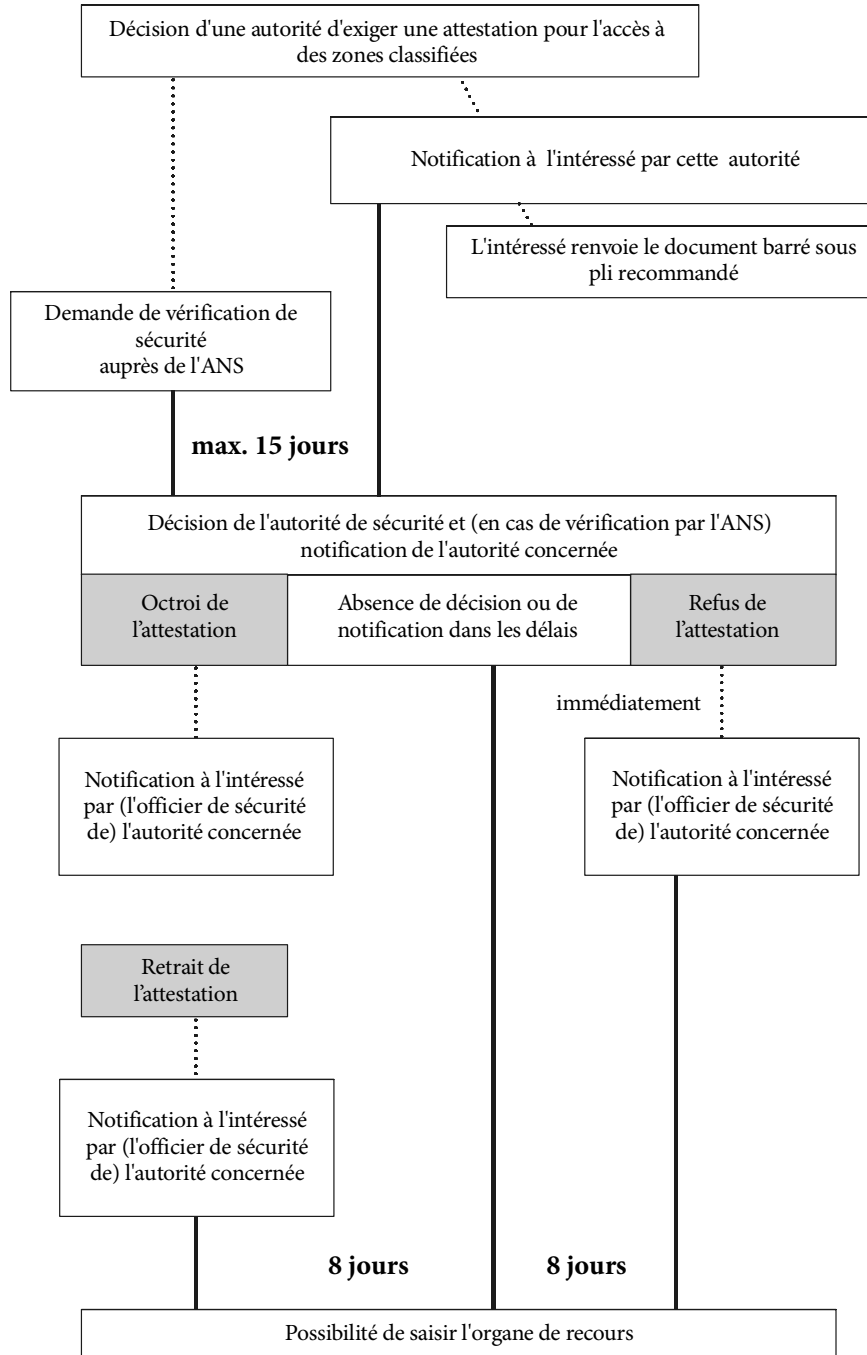 Décision d'une autorité d'exiger une attestation pour l'accès à
des zones classifiées
Notification à l'intéressé par cette autorité
L'intéressé renvoie le document barré sous
pli recommandé
Demande de vérification de
sécurité
auprès de l'ANS
max. 15 jours
Décision de l'autorité de sécurité et (en cas de vérification par l'ANS)
notification de l'autorité concernée
Octroi de
l’attestation
Absence de décision ou de
notification dans les délais
Refus de
l’attestation
immédiatement
Notification à l'intéressé
par (l'officier de sécurité
de) l'autorité concernée
Notification à l'intéressé
par (l'officier de sécurité
de) l'autorité concernée
Retrait de
l’attestation
Notification à l'intéressé
par (l'officier de sécurité
de) l'autorité concernée
8 jours
8 jours
Possibilité de saisir l'organe de recours